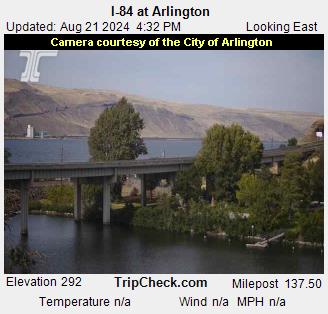 I-84 at Arlington
Updated: Aug 21 2024 4:32 PM Looking East
Camera courtesy of the City of Arlington
Elevation 292 TripCheck.com Milepost 137.50
Temperature n/a Wind n/a MPH n/a